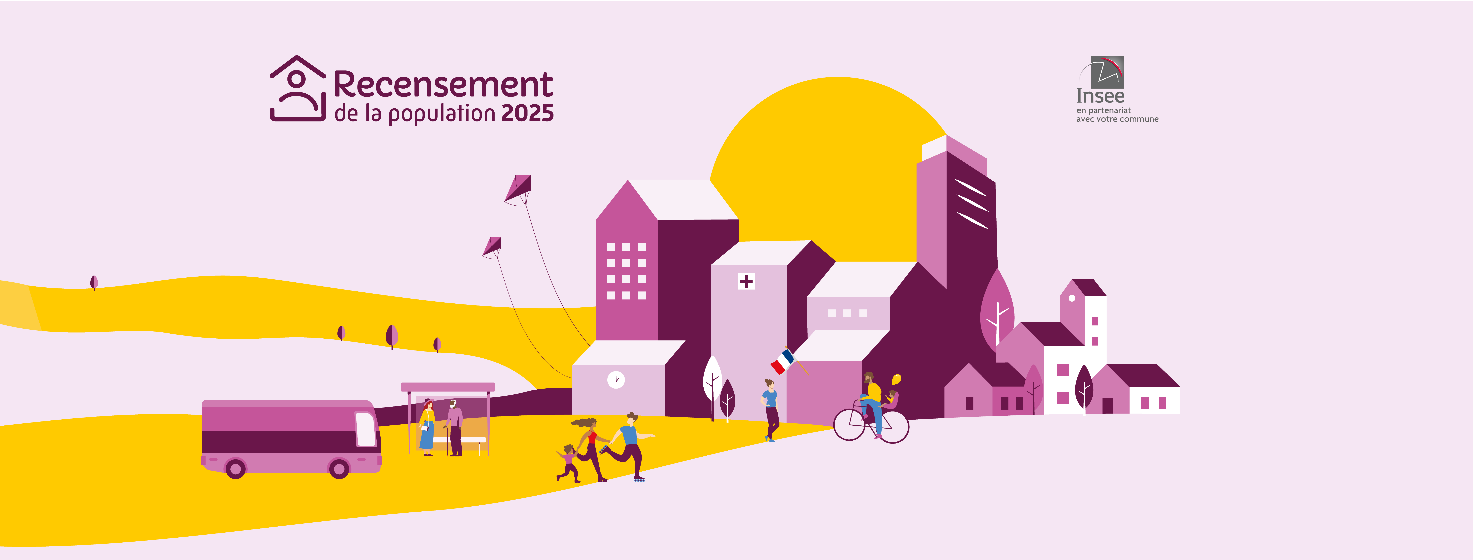 Recensement
de la population 2025
Insee
en partenariat
avec votre commune